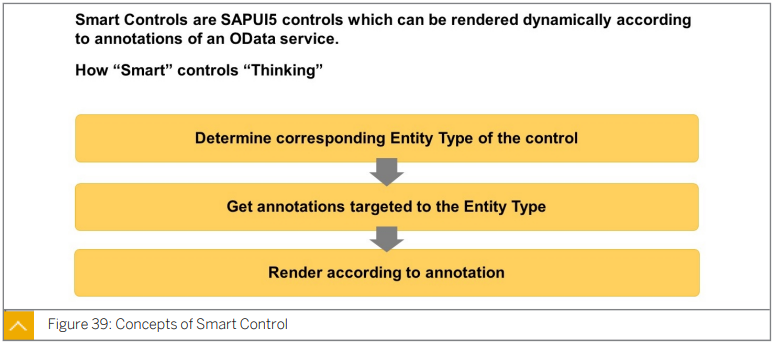 Smart Controls are SAPUI5 controls which can be rendered dynamically according
to annotations of an OData service.
How “Smart” controls “Thinking”
Determine corresponding Entity Type of the control
Get annotations targeted to the Entity Type
Render according to annotation
Figure 39: Concepts of Smart Control